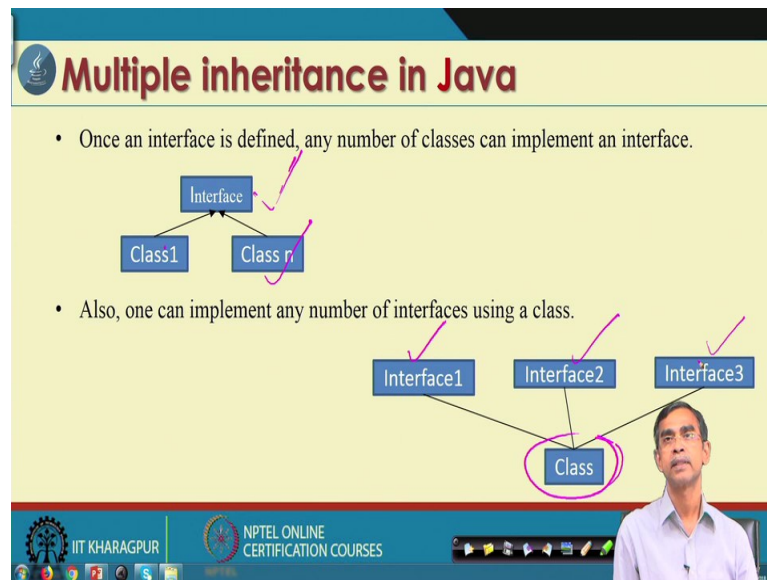 Multiple inheritance in Java
• Once an interface is defined, any number of classes can implement an interface.
Interface
Class1
Class n
• Also, one can implement any number of interfaces using a class.
Interface1
Interface2
Interface3
Class
IIT KHARAGPUR
NPTEL ONLINE
CERTIFICATION COURSES